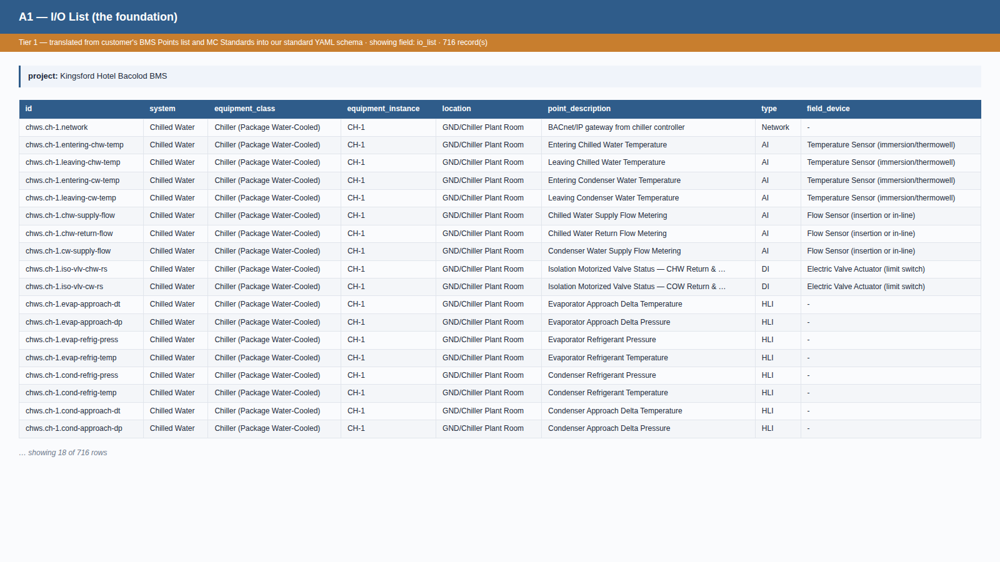 A1 — I/O List (the foundation)
Tier 1 — translated from customer's BMS Points list and MC Standards into our standard YAML schema · showing field: io_list · 716 record(s)
project: Kingsford Hotel Bacolod BMS
id system equipment_class equipment_instance location point_description type field_device
chws.ch-1.network Chilled Water Chiller (Package Water-Cooled) CH-1 GND/Chiller Plant Room BACnet/IP gateway from chiller controller Network -
chws.ch-1.entering-chw-temp Chilled Water Chiller (Package Water-Cooled) CH-1 GND/Chiller Plant Room Entering Chilled Water Temperature AI Temperature Sensor (immersion/thermowell)
chws.ch-1.leaving-chw-temp Chilled Water Chiller (Package Water-Cooled) CH-1 GND/Chiller Plant Room Leaving Chilled Water Temperature AI Temperature Sensor (immersion/thermowell)
chws.ch-1.entering-cw-temp Chilled Water Chiller (Package Water-Cooled) CH-1 GND/Chiller Plant Room Entering Condenser Water Temperature AI Temperature Sensor (immersion/thermowell)
chws.ch-1.leaving-cw-temp Chilled Water Chiller (Package Water-Cooled) CH-1 GND/Chiller Plant Room Leaving Condenser Water Temperature AI Temperature Sensor (immersion/thermowell)
chws.ch-1.chw-supply-flow Chilled Water Chiller (Package Water-Cooled) CH-1 GND/Chiller Plant Room Chilled Water Supply Flow Metering AI Flow Sensor (insertion or in-line)
chws.ch-1.chw-return-flow Chilled Water Chiller (Package Water-Cooled) CH-1 GND/Chiller Plant Room Chilled Water Return Flow Metering AI Flow Sensor (insertion or in-line)
chws.ch-1.cw-supply-flow Chilled Water Chiller (Package Water-Cooled) CH-1 GND/Chiller Plant Room Condenser Water Supply Flow Metering AI Flow Sensor (insertion or in-line)
chws.ch-1.iso-vlv-chw-rs Chilled Water Chiller (Package Water-Cooled) CH-1 GND/Chiller Plant Room Isolation Motorized Valve Status — CHW Return & … DI Electric Valve Actuator (limit switch)
chws.ch-1.iso-vlv-cw-rs Chilled Water Chiller (Package Water-Cooled) CH-1 GND/Chiller Plant Room Isolation Motorized Valve Status — COW Return & … DI Electric Valve Actuator (limit switch)
chws.ch-1.evap-approach-dt Chilled Water Chiller (Package Water-Cooled) CH-1 GND/Chiller Plant Room Evaporator Approach Delta Temperature HLI -
chws.ch-1.evap-approach-dp Chilled Water Chiller (Package Water-Cooled) CH-1 GND/Chiller Plant Room Evaporator Approach Delta Pressure HLI -
chws.ch-1.evap-refrig-press Chilled Water Chiller (Package Water-Cooled) CH-1 GND/Chiller Plant Room Evaporator Refrigerant Pressure HLI -
chws.ch-1.evap-refrig-temp Chilled Water Chiller (Package Water-Cooled) CH-1 GND/Chiller Plant Room Evaporator Refrigerant Temperature HLI -
chws.ch-1.cond-refrig-press Chilled Water Chiller (Package Water-Cooled) CH-1 GND/Chiller Plant Room Condenser Refrigerant Pressure HLI -
chws.ch-1.cond-refrig-temp Chilled Water Chiller (Package Water-Cooled) CH-1 GND/Chiller Plant Room Condenser Refrigerant Temperature HLI -
chws.ch-1.cond-approach-dt Chilled Water Chiller (Package Water-Cooled) CH-1 GND/Chiller Plant Room Condenser Approach Delta Temperature HLI -
chws.ch-1.cond-approach-dp Chilled Water Chiller (Package Water-Cooled) CH-1 GND/Chiller Plant Room Condenser Approach Delta Pressure HLI -
… showing 18 of 716 rows